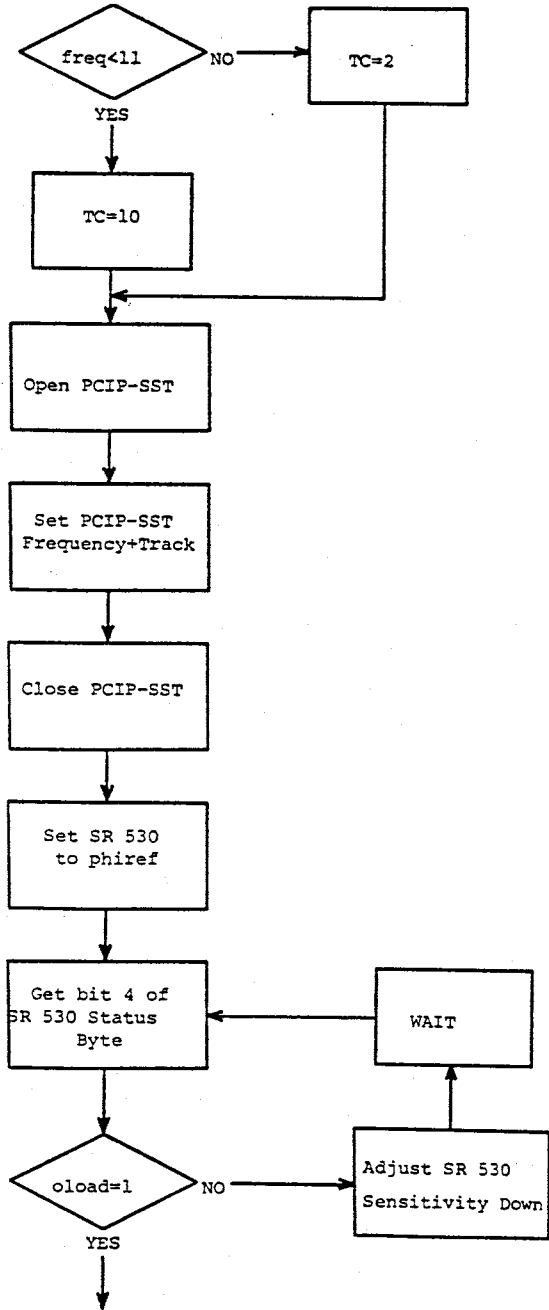 freq<11
NO
TC=2
YES
TC=10
Open PCIP-SST
Set PCIP-SST
Frequency+Track
Close PCIP-SST
Set SR 530
to phiref
Get bit 4 of
SR 530 Status
Byte
WAIT
oload=1
NO
Adjust SR 530
Sensitivity Down
YES